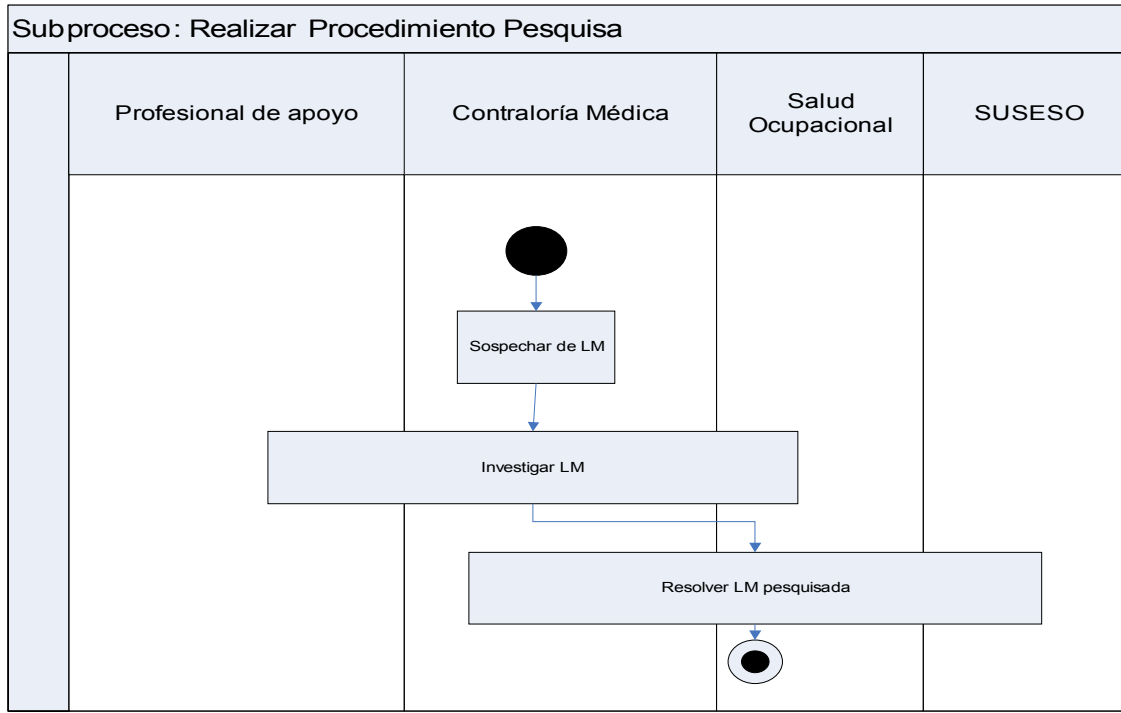 Subproceso: Realizar Procedimiento Pesquisa
Profesional de apoyo
Contraloría Médica
Salud
Ocupacional
SUSESO
Sospechar de LM
Investigar LM
Resolver LM pesquisada